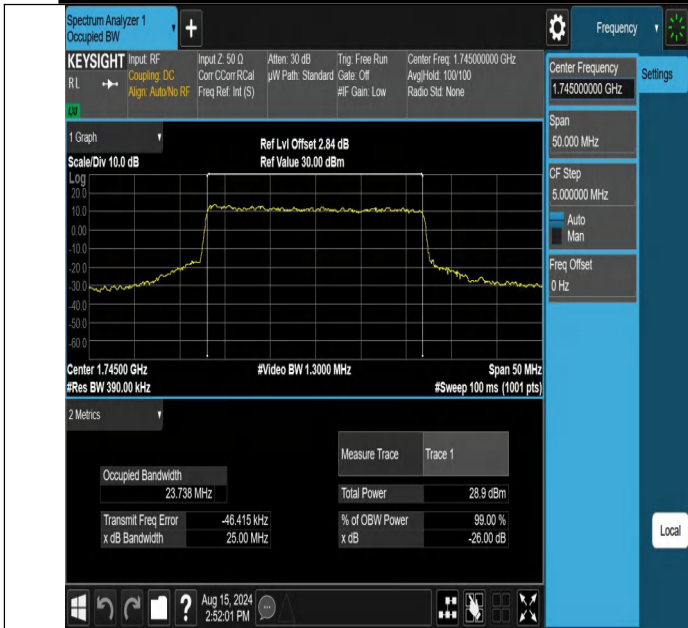 Spectrum Analyzer 1
Occupied BW
+
Frequency
KEYSIGHT
Input: RF
Input Z: 50 Ω
Atten: 30 dB
Trig: Free Run
Center Freq: 1.745000000 GHz
R L
Coupling: DC
Corr CCorr RCal
µW Path: Standard
Gate: Off
Avg|Hold: 100/100
Align: Auto/No RF
Freq Ref: Int (S)
#IF Gain: Low
Radio Std: None
LXI
Center Frequency
1.745000000 GHz
Settings
Span
50.000 MHz
CF Step
5.000000 MHz
Auto
Man
Freq Offset
0 Hz
Local
1 Graph
Ref Lvl Offset 2.84 dB
Scale/Div 10.0 dB
Ref Value 30.00 dBm
Log
20.0
10.0
0.00
-10.0
-20.0
-30.0
-40.0
-50.0
-60.0
Center 1.74500 GHz
#Video BW 1.3000 MHz
Span 50 MHz
#Res BW 390.00 kHz
#Sweep 100 ms (1001 pts)
2 Metrics
Measure Trace
Trace 1
Occupied Bandwidth
23.738 MHz
Total Power
28.9 dBm
Transmit Freq Error
-46.415 kHz
% of OBW Power
99.00 %
x dB Bandwidth
25.00 MHz
x dB
-26.00 dB
?
Aug 15, 2024
2:52:01 PM